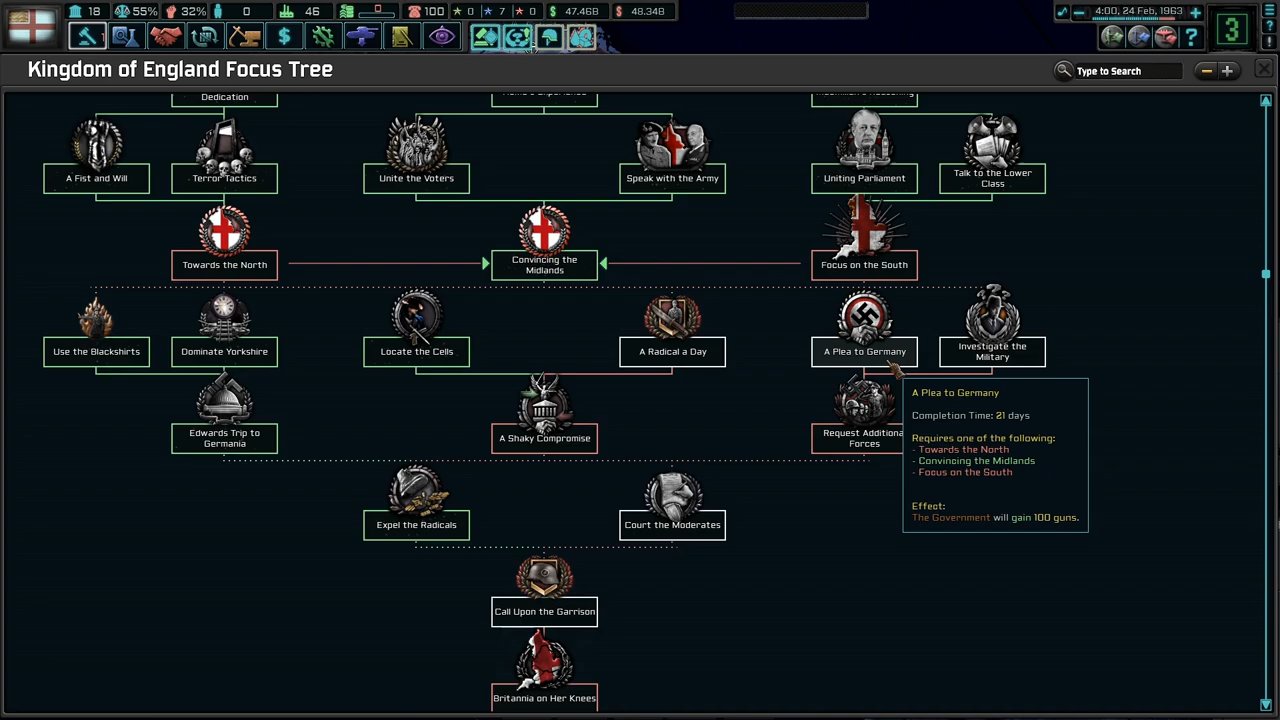 18 55% 32% 0 46 100 0 7 0 $ 47.46B $ 48.34B
4:00, 24 Feb, 1963
3
Kingdom of England Focus Tree
Type to Search
Dedication
A Fist and Will
Terror Tactics
Unite the Voters
Speak with the Army
Uniting Parliament
Talk to the Lower
Class
Towards the North
Convincing the
Midlands
Focus on the South
Use the Blackshirts
Dominate Yorkshire
Locate the Cells
A Radical a Day
A Plea to Germany
Investigate the
Military
Edwards Trip to
Germania
A Shaky Compromise
Request Additiona
Forces
A Plea to Germany
Completion Time: 21 days
Requires one of the following:
- Towards the North
- Convincing the Midlands
- Focus on the South
Effect:
The Government will gain 100 guns.
Expel the Radicals
Court the Moderates
Call Upon the Garrison
Britannia on Her Knees